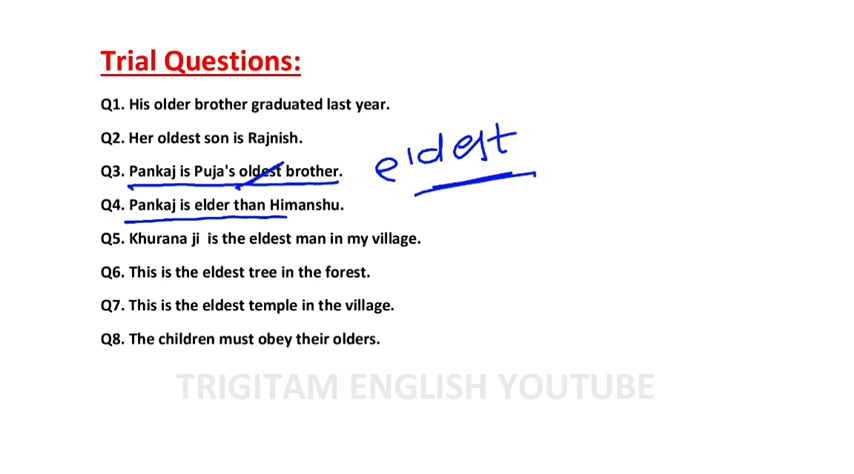 Trial Questions:
Q1. His older brother graduated last year.
Q2. Her oldest son is Rajnish.
Q3. Pankaj is Puja's oldest brother.
eldest
Q4. Pankaj is elder than Himanshu.
Q5. Khurana ji is the eldest man in my village.
Q6. This is the eldest tree in the forest.
Q7. This is the eldest temple in the village.
Q8. The children must obey their olders.
TRIGITAM ENGLISH YOUTUBE